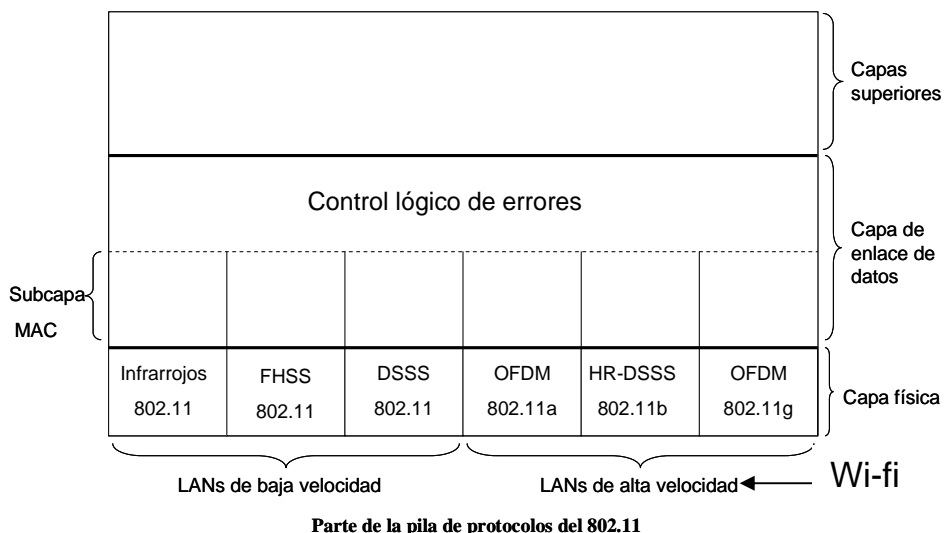 Capas
superiores
Control lógico de errores
Capa de
enlace de
datos
Subcapa
MAC
Infrarrojos
802.11
FHSS
802.11
DSSS
802.11
OFDM
802.11a
HR-DSSS
802.11b
OFDM
802.11g
Capa física
LANs de baja velocidad
LANs de alta velocidad
Wi-fi
Parte de la pila de protocolos del 802.11